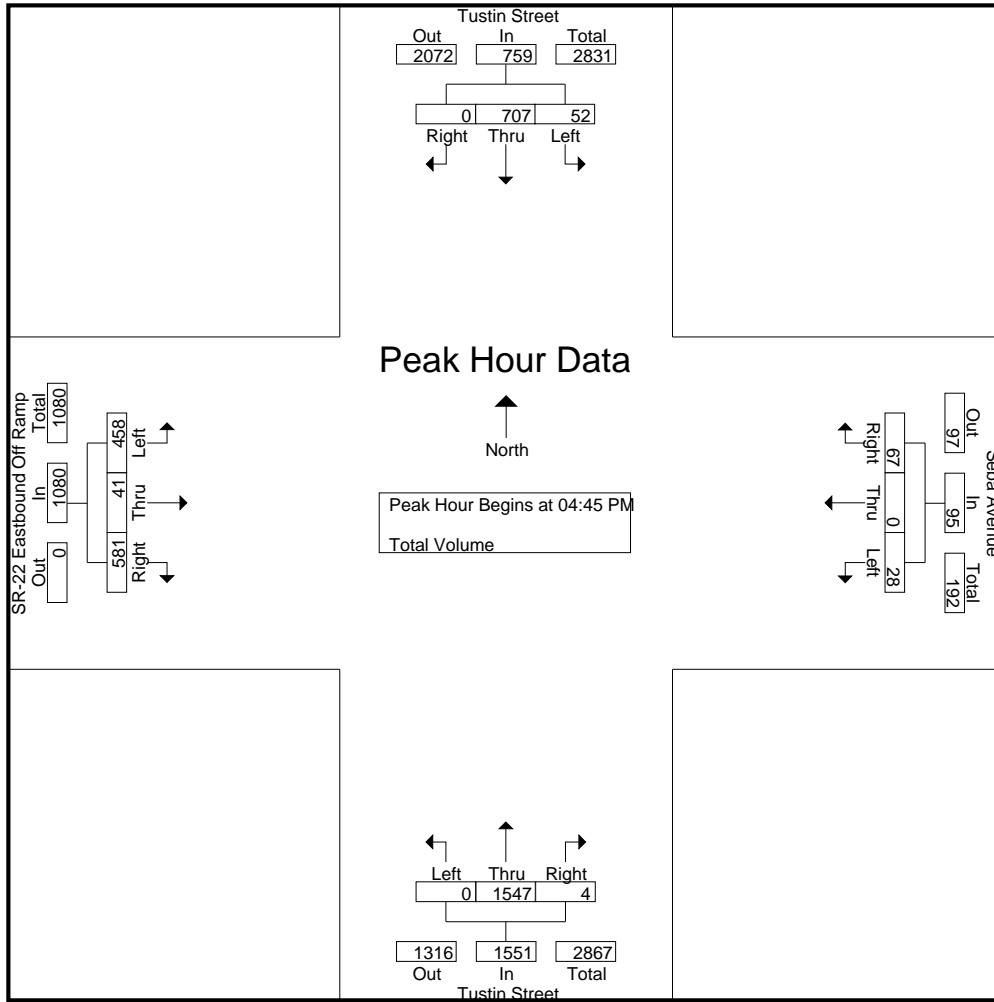 Tustin Street
Out In Total
2072 759 2831
0 707 52
Right Thru Left
Peak Hour Data
North
Peak Hour Begins at 04:45 PM
Total Volume
SR-22 Eastbound Off Ramp
Out In Total
0 1080 1080
458 41 581
Left Thru Right
Seba Avenue
Out In Total
97 95 192
67 0 28
Right Thru Left
Left Thru Right
0 1547 4
1316 1551 2867
Out In Total
Tustin Street